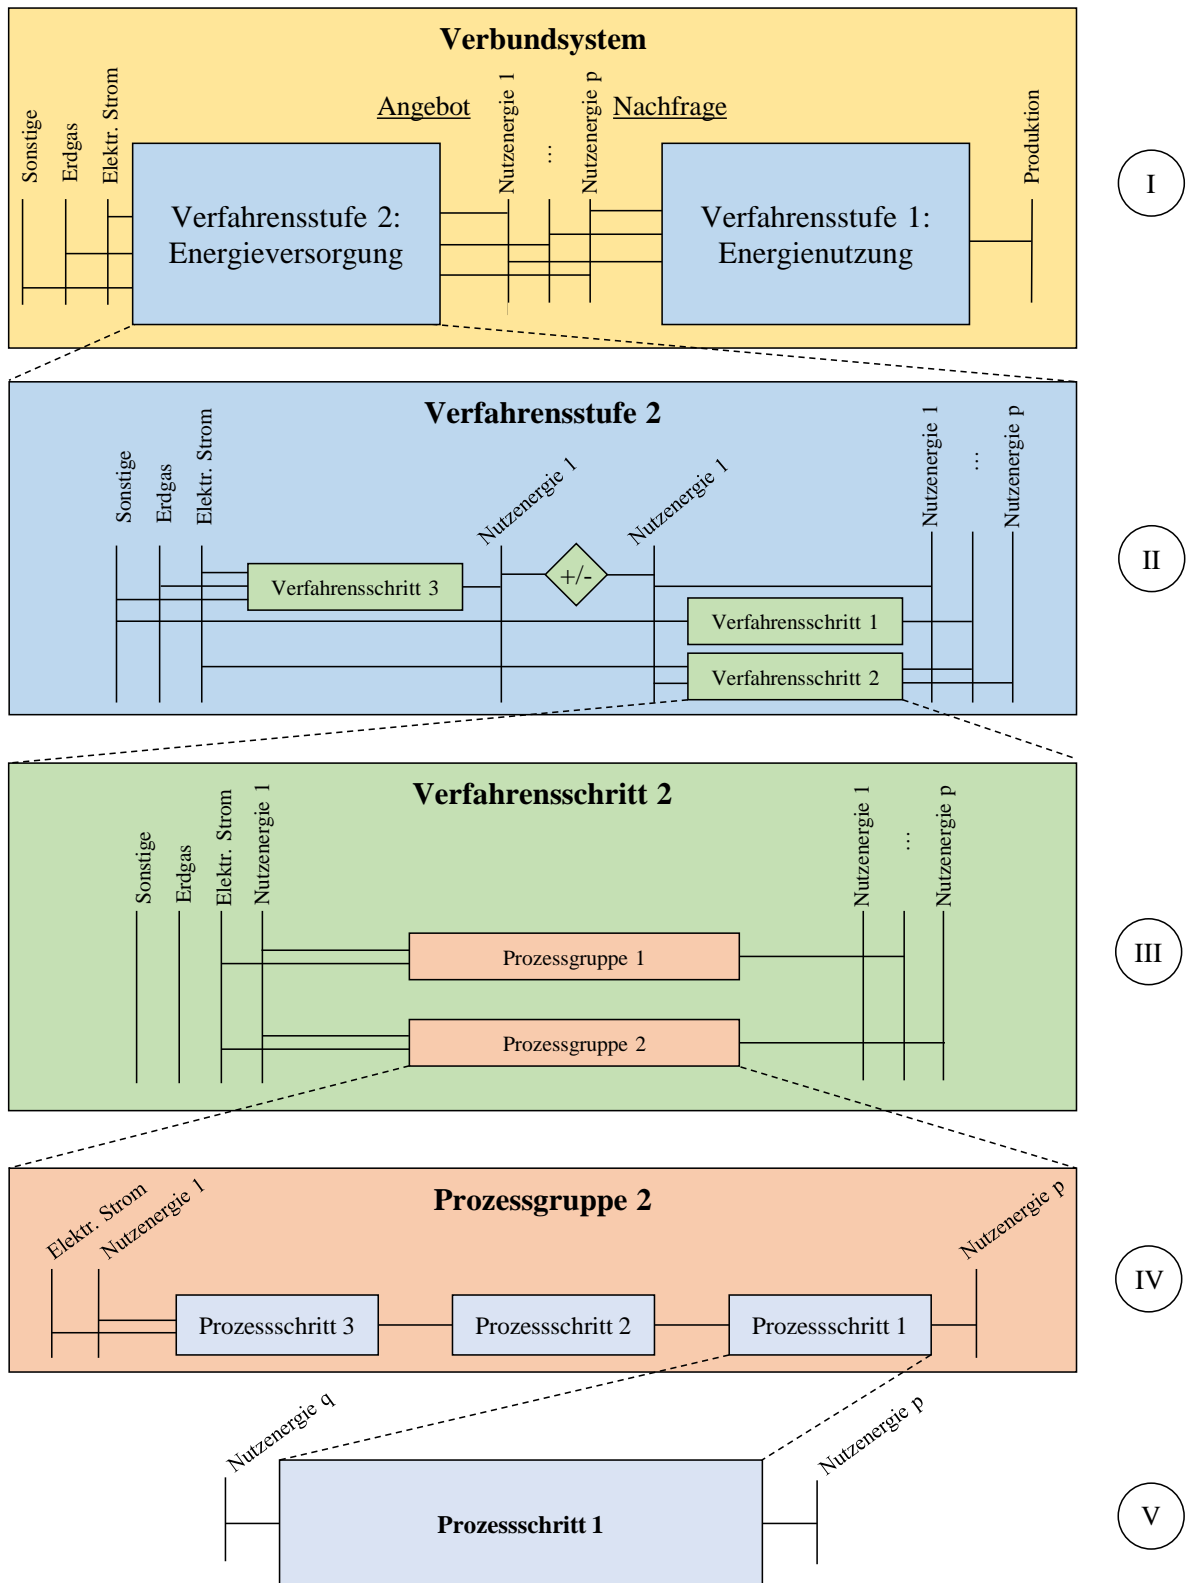 Verbundsystem
Sonstige
Erdgas
Elektr. Strom
Angebot
Nutzenergie 1
…
Nutzenergie p
Nachfrage
Produktion
Verfahrensstufe 2:
Energieversorgung
Verfahrensstufe 1:
Energienutzung
I
Verfahrensstufe 2
Sonstige
Erdgas
Elektr. Strom
Nutzenergie 1
Nutzenergie 1
Nutzenergie 1
…
Nutzenergie p
Verfahrensschritt 3
+/-
Verfahrensschritt 1
Verfahrensschritt 2
II
Verfahrensschritt 2
Sonstige
Erdgas
Elektr. Strom
Nutzenergie 1
Nutzenergie 1
…
Nutzenergie p
Prozessgruppe 1
Prozessgruppe 2
III
Prozessgruppe 2
Elektr. Strom
Nutzenergie 1
Nutzenergie p
Prozessschritt 3
Prozessschritt 2
Prozessschritt 1
IV
Nutzenergie q
Nutzenergie p
Prozessschritt 1
V